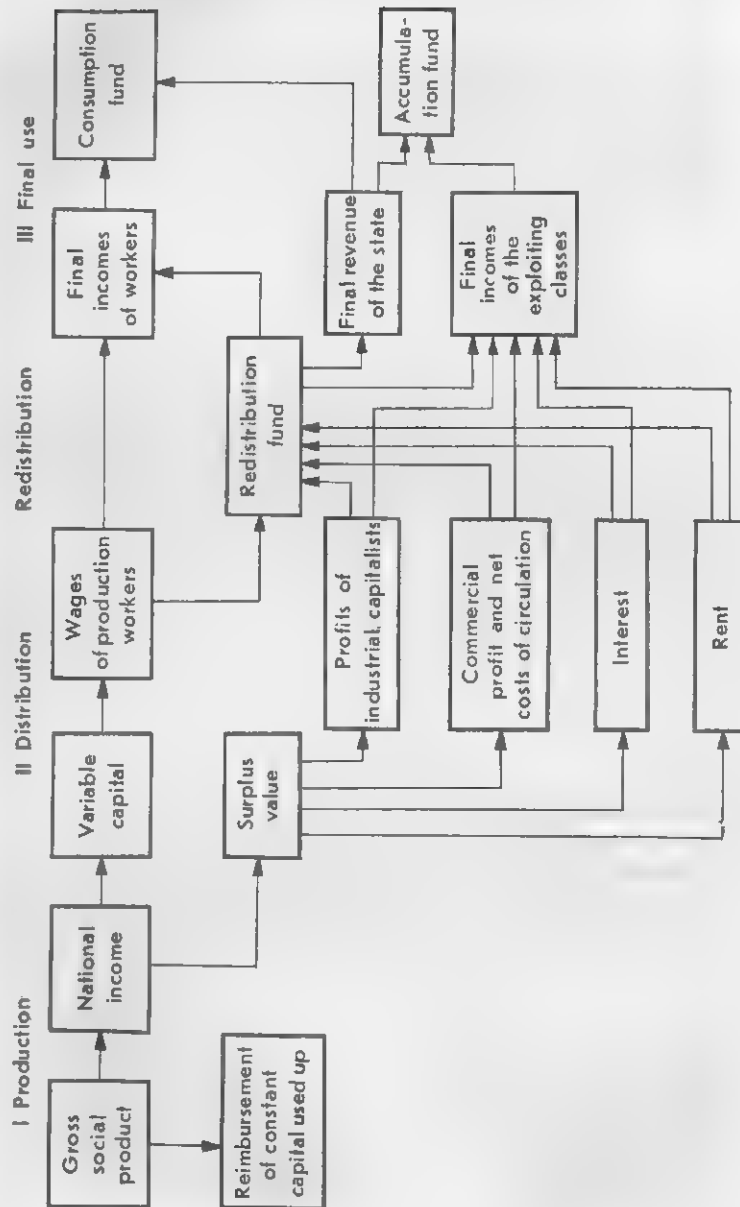 I Production
II Distribution
Redistribution
III Final use
Gross
social
product
National
income
Variable
capital
Wages
of production
workers
Final
incomes
of workers
Consumption
fund
Reimbursement
of constant
capital used up
Surplus
value
Redistribution
fund
Final revenue
of the state
Accumula-
tion fund
Profits of
industrial capitalists
Commercial
profit and net
costs of circulation
Interest
Rent
Final
incomes
of the
exploiting
classes